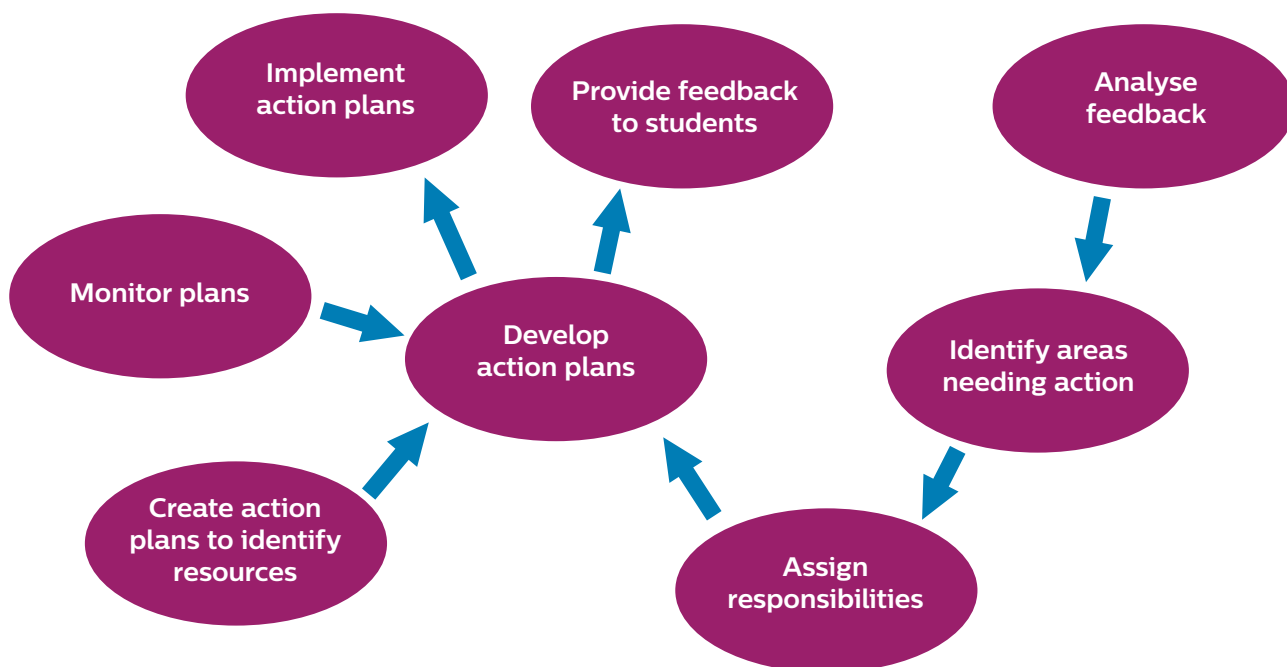 Implement
action plans
Provide feedback
to students
Analyse
feedback
Monitor plans
Develop
action plans
Identify areas
needing action
Create action
plans to identify
resources
Assign
responsibilities